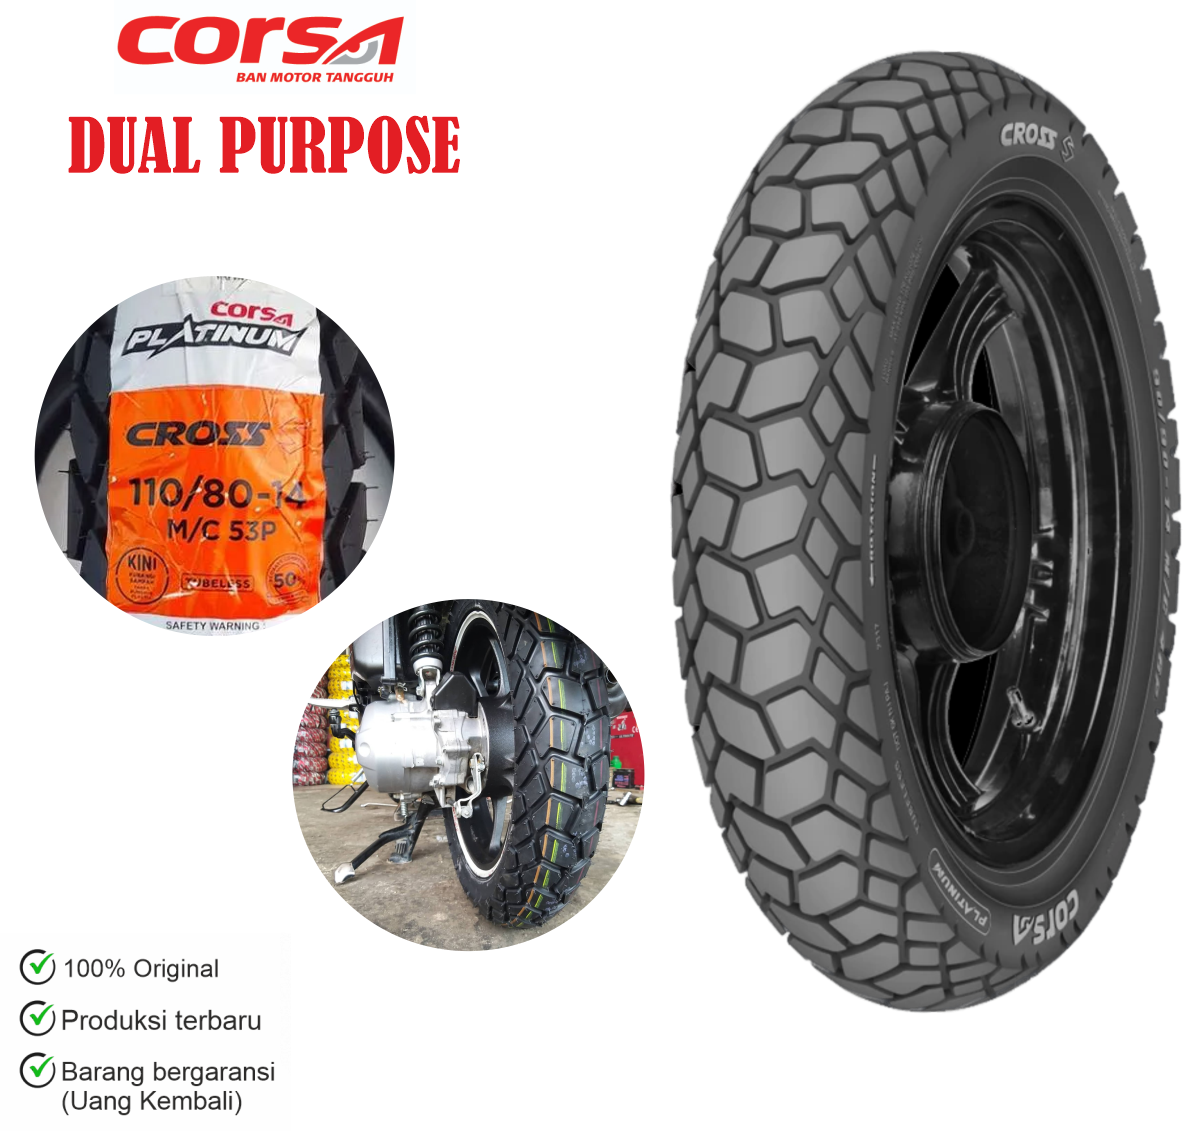 CORSA
BAN MOTOR TANGGUH
DUAL PURPOSE
CORSA
PLATINUM
CROSS
110/80-14
M/C 53P
KINI
TUBELESS
50%
SAFETY WARNING :
CROSS S
ROTATION
PLATINUM
CORSA
100% Original
Produksi terbaru
Barang bergaransi
(Uang Kembali)